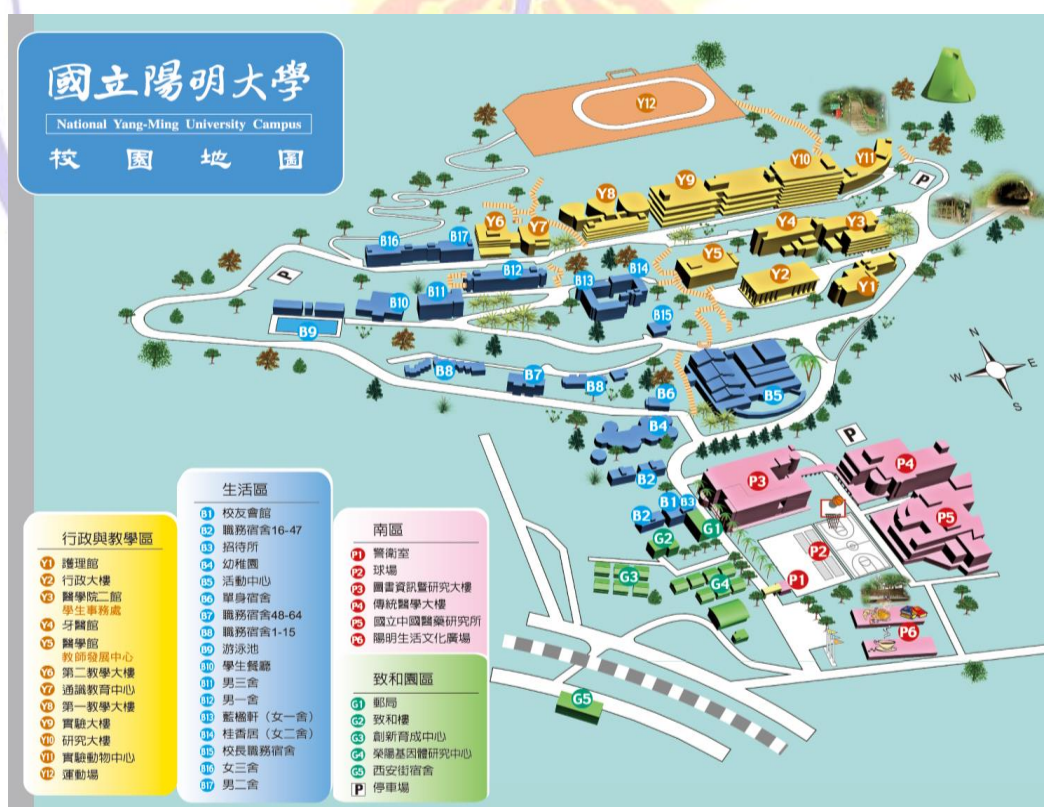 國立陽明大學
National Yang-Ming University Campus
校園地圖
Y12
Y11
Y10
Y9
Y8
B17
Y6
Y7
B16
Y4
Y3
P
B12
B14
Y5
P
B11
B13
Y2
Y1
B10
B15
B9
N
W
E
S
B8
B7
B8
B6
B5
B4
P
P4
B2
P3
B1
B3
B2
G1
P5
G2
P2
G3
G4
P1
P6
G5
行政與教學區
Y1 護理館
Y2 行政大樓
Y3 醫學院二館
學生事務處
Y4 牙醫館
Y5 醫學館
教師發展中心
Y6 第二教學大樓
Y7 通識教育中心
Y8 第一教學大樓
Y9 實驗大樓
Y10 研究大樓
Y11 實驗動物中心
Y12 運動場
生活區
B1 校友會館
B2 職務宿舍16-47
B3 招待所
B4 幼稚園
B5 活動中心
B6 單身宿舍
B7 職務宿舍48-64
B8 職務宿舍1-15
B9 游泳池
B10 學生餐廳
B11 男三舍
B12 男一舍
B13 藍楹軒（女一舍）
B14 桂香居（女二舍）
B15 校長職務宿舍
B16 女三舍
B17 男二舍
南區
P1 警衛室
P2 球場
P3 圖書資訊暨研究大樓
P4 傳統醫學大樓
P5 國立中國醫藥研究所
P6 陽明生活文化廣場
致和園區
G1 郵局
G2 致和樓
G3 創新育成中心
G4 榮陽基因體研究中心
G5 西安街宿舍
P 停車場